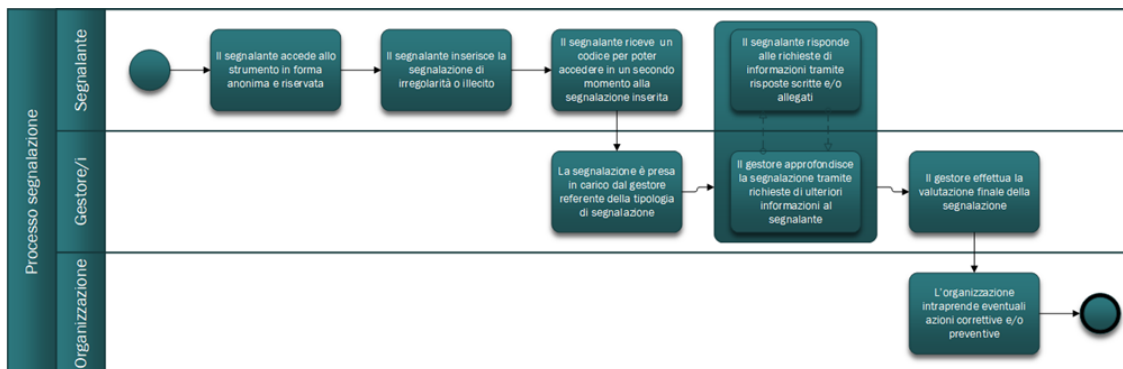 Processo segnalazione
Segnalante
Il segnalante accede allo
strumento in forma
anonima e riservata
Il segnalante inserisce la
segnalazione di
irregolarità o illecito
Il segnalante riceve un
codice per poter
accedere in un secondo
momento alla
segnalazione inserita
Il segnalante risponde
alle richieste di
informazioni tramite
risposte scritte e/o
allegati
Gestore/i
La segnalazione è presa
in carico dal gestore
referente della tipologia
di segnalazione
Il gestore approfondisce
la segnalazione tramite
richieste di ulteriori
informazioni al
segnalante
Il gestore effettua la
valutazione finale della
segnalazione
Organizzazione
L'organizzazione
intraprende eventuali
azioni correttive e/o
preventive